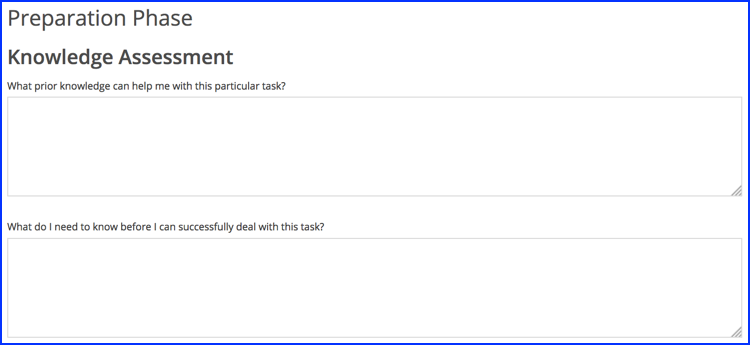 Preparation Phase
Knowledge Assessment
What prior knowledge can help me with this particular task?
What do I need to know before I can successfully deal with this task?